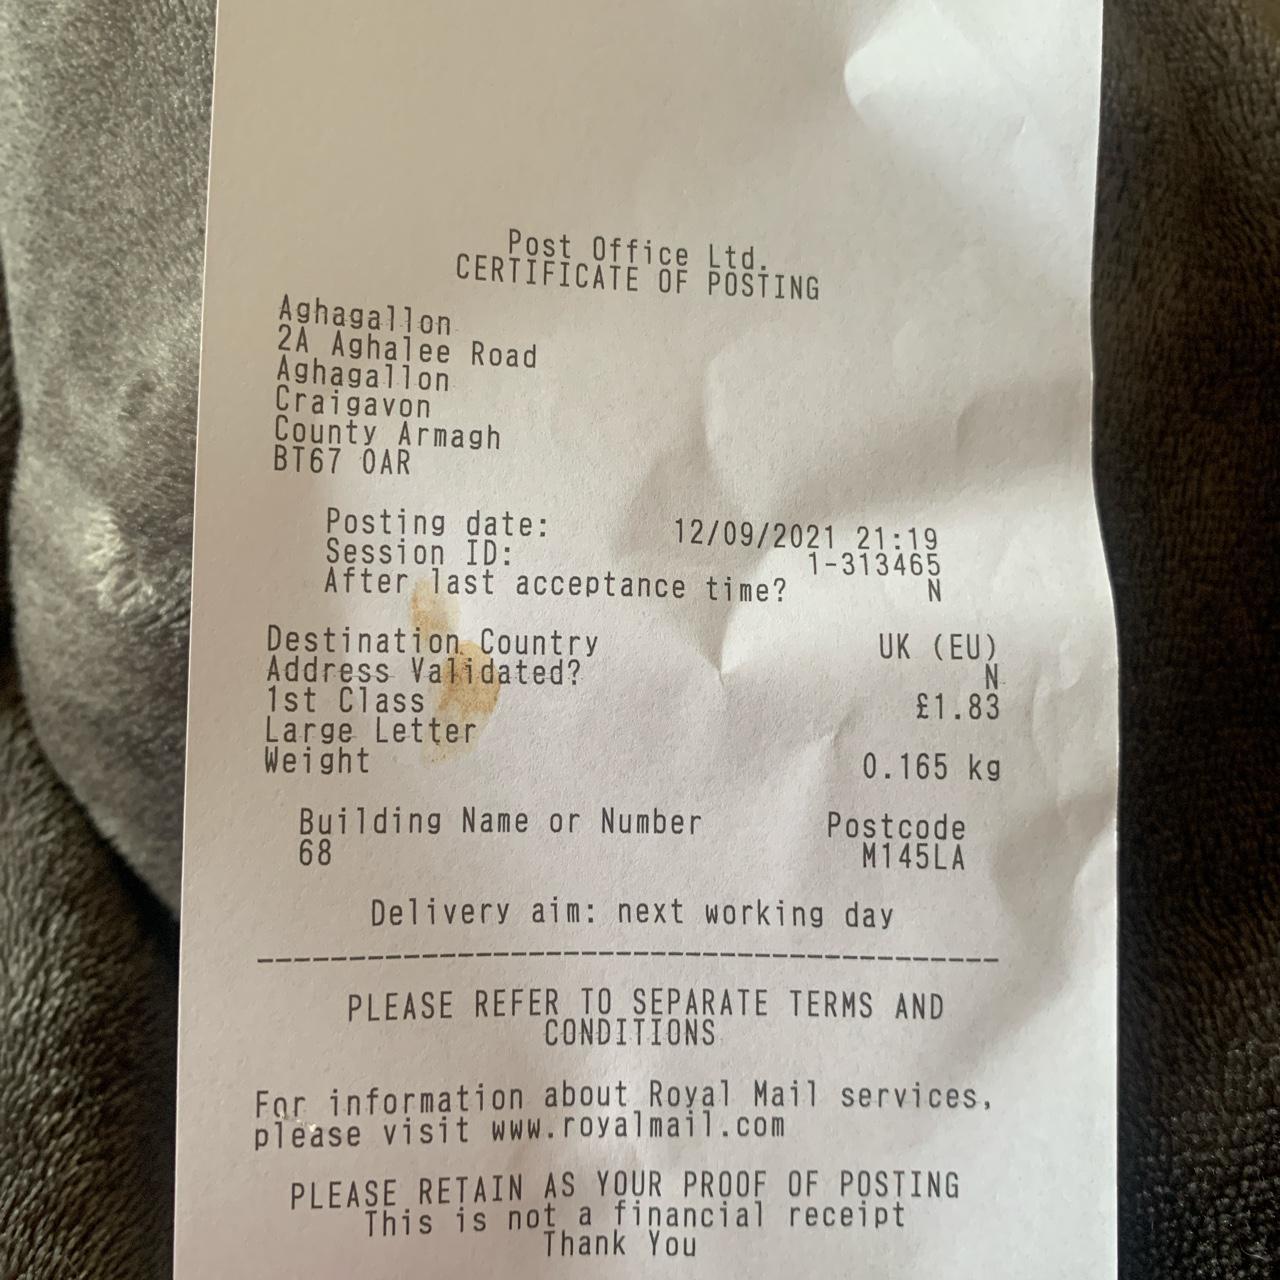 Post Office Ltd.
CERTIFICATE OF POSTING
Aghagallon
2A Aghalee Road
Aghagallon
Craigavon
County Armagh
BT67 0AR
Posting date: 12/09/2021 21:19
Session ID: 1-313465
After last acceptance time? N
Destination Country UK (EU)
Address Validated? N
1st Class £1.83
Large Letter
Weight 0.165 kg
Building Name or Number Postcode
68 M145LA
Delivery aim: next working day
PLEASE REFER TO SEPARATE TERMS AND
CONDITIONS
For information about Royal Mail services,
please visit www.royalmail.com
PLEASE RETAIN AS YOUR PROOF OF POSTING
This is not a financial receipt
Thank You